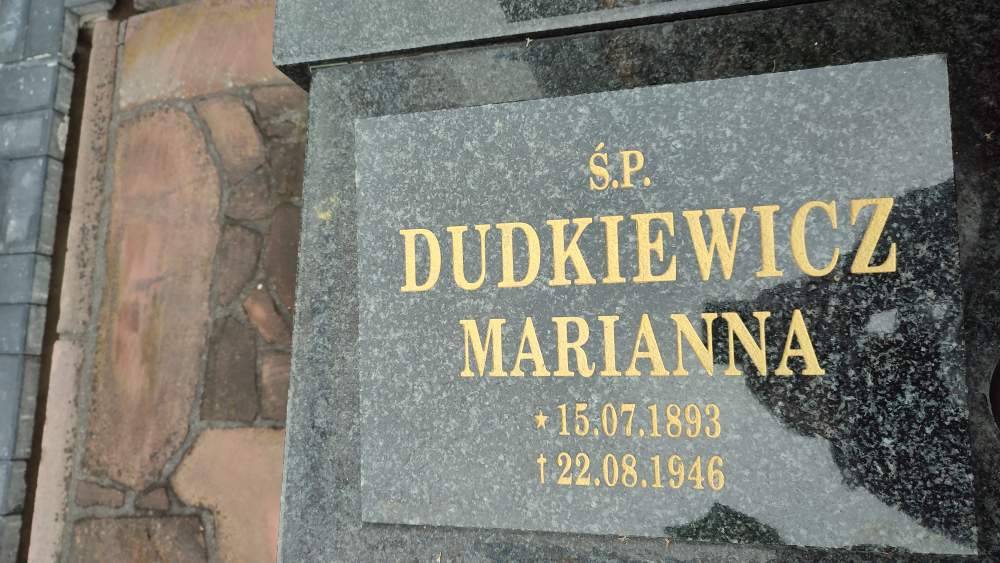 Ś.P.
DUDKIEWICZ
MARIANNA
★15.07.1893
†22.08.1946